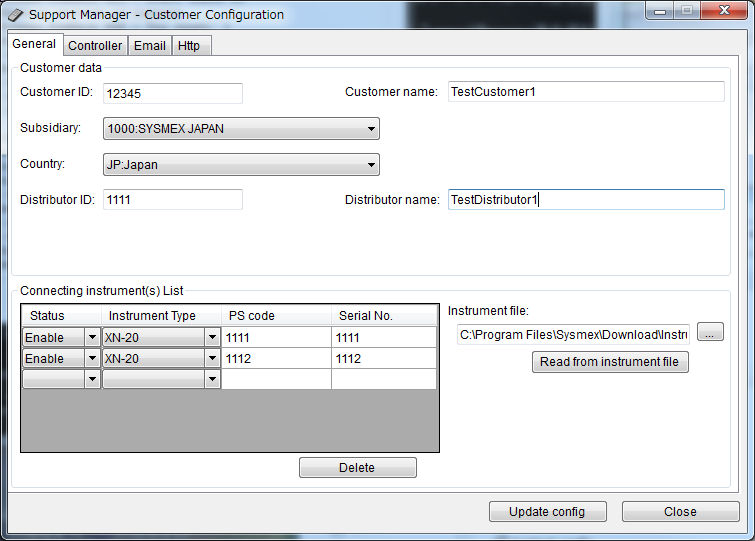 Support Manager - Customer Configuration
General Controller Email Http
Customer data
Customer ID: 12345 Customer name: TestCustomer1
Subsidiary: 1000:SYSMEX JAPAN
Country: JP:Japan
Distributor ID: 1111 Distributor name: TestDistributor1
Connecting instrument(s) List
Status Instrument Type PS code Serial No.
Enable XN-20 1111 1111
Enable XN-20 1112 1112
Instrument file:
C:\Program Files\Sysmex\Download\Instru
...
Read from instrument file
Delete
Update config Close